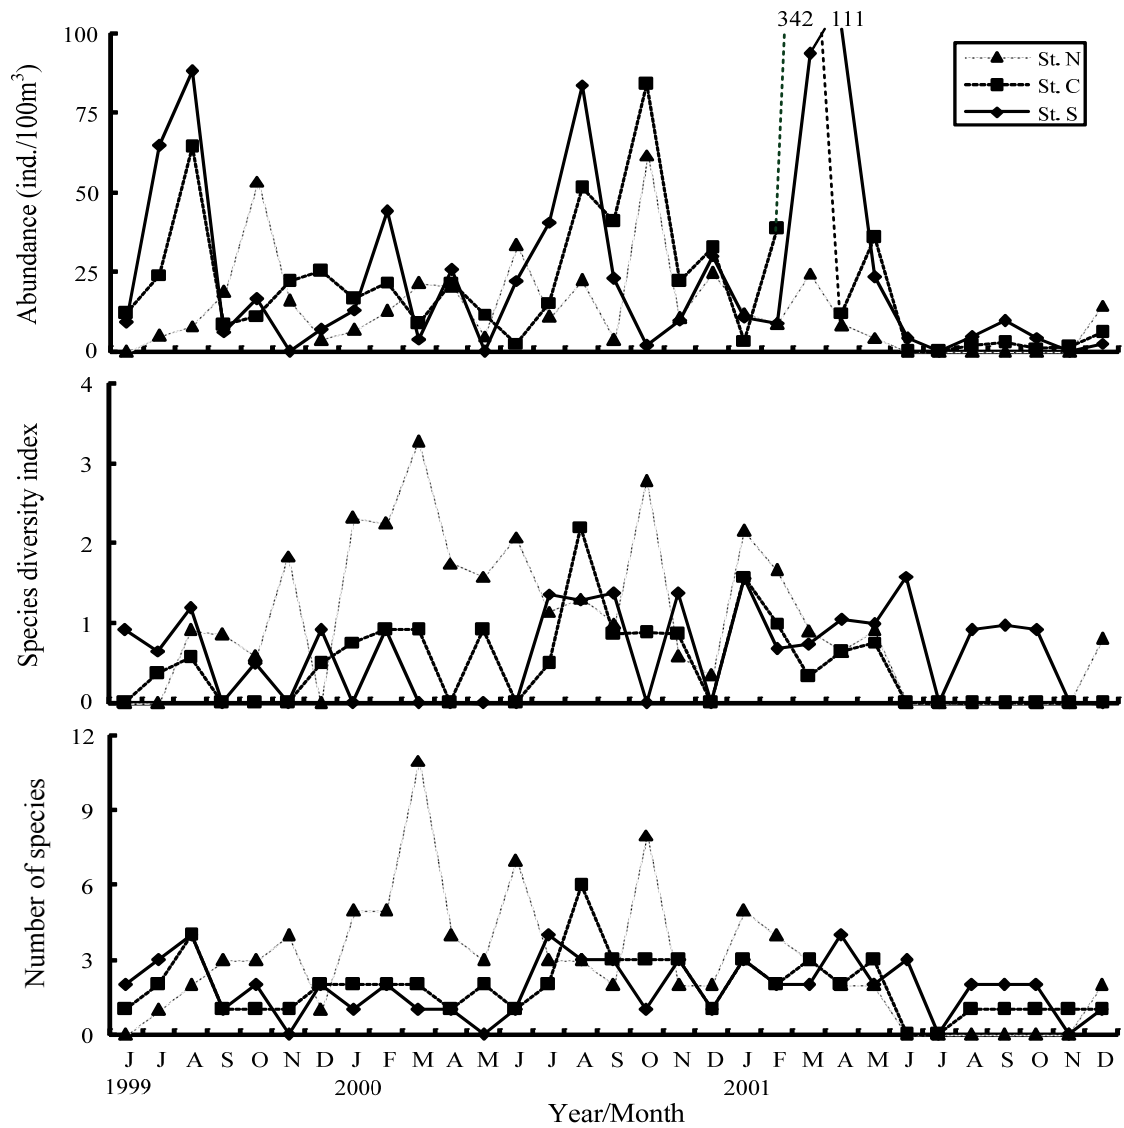 342 111
100
75
50
25
0
Abundance (ind./100m³)
St. N
St. C
St. S
4
3
2
1
0
Species diversity index
12
9
6
3
0
Number of species
J J A S O N D J F M A M J J A S O N D J F M A M J J A S O N D
1999 2000 2001
Year/Month